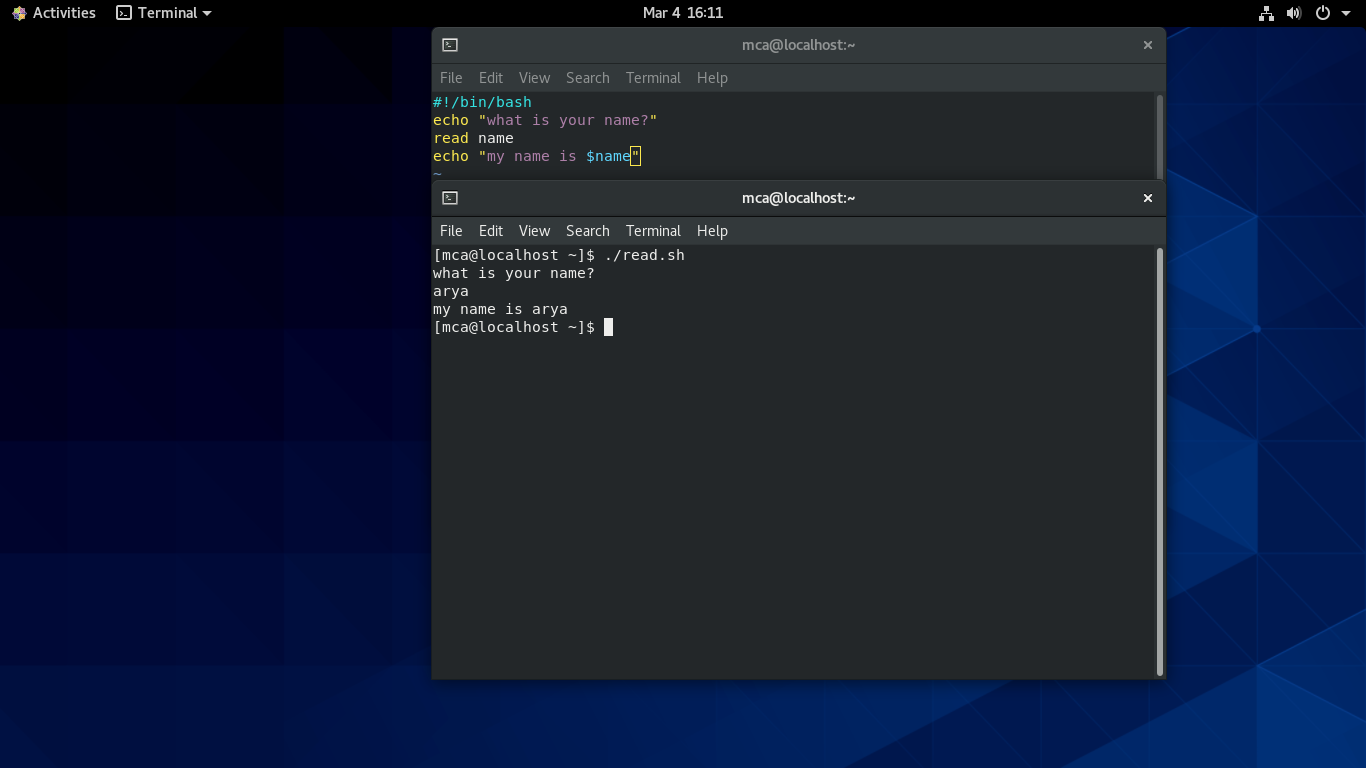 Activities Terminal Mar 4 16:11
mca@localhost:~
File Edit View Search Terminal Help
#!/bin/bash
echo "what is your name?"
read name
echo "my name is $name"
~
mca@localhost:~
File Edit View Search Terminal Help
[mca@localhost ~]$ ./read.sh
what is your name?
arya
my name is arya
[mca@localhost ~]$